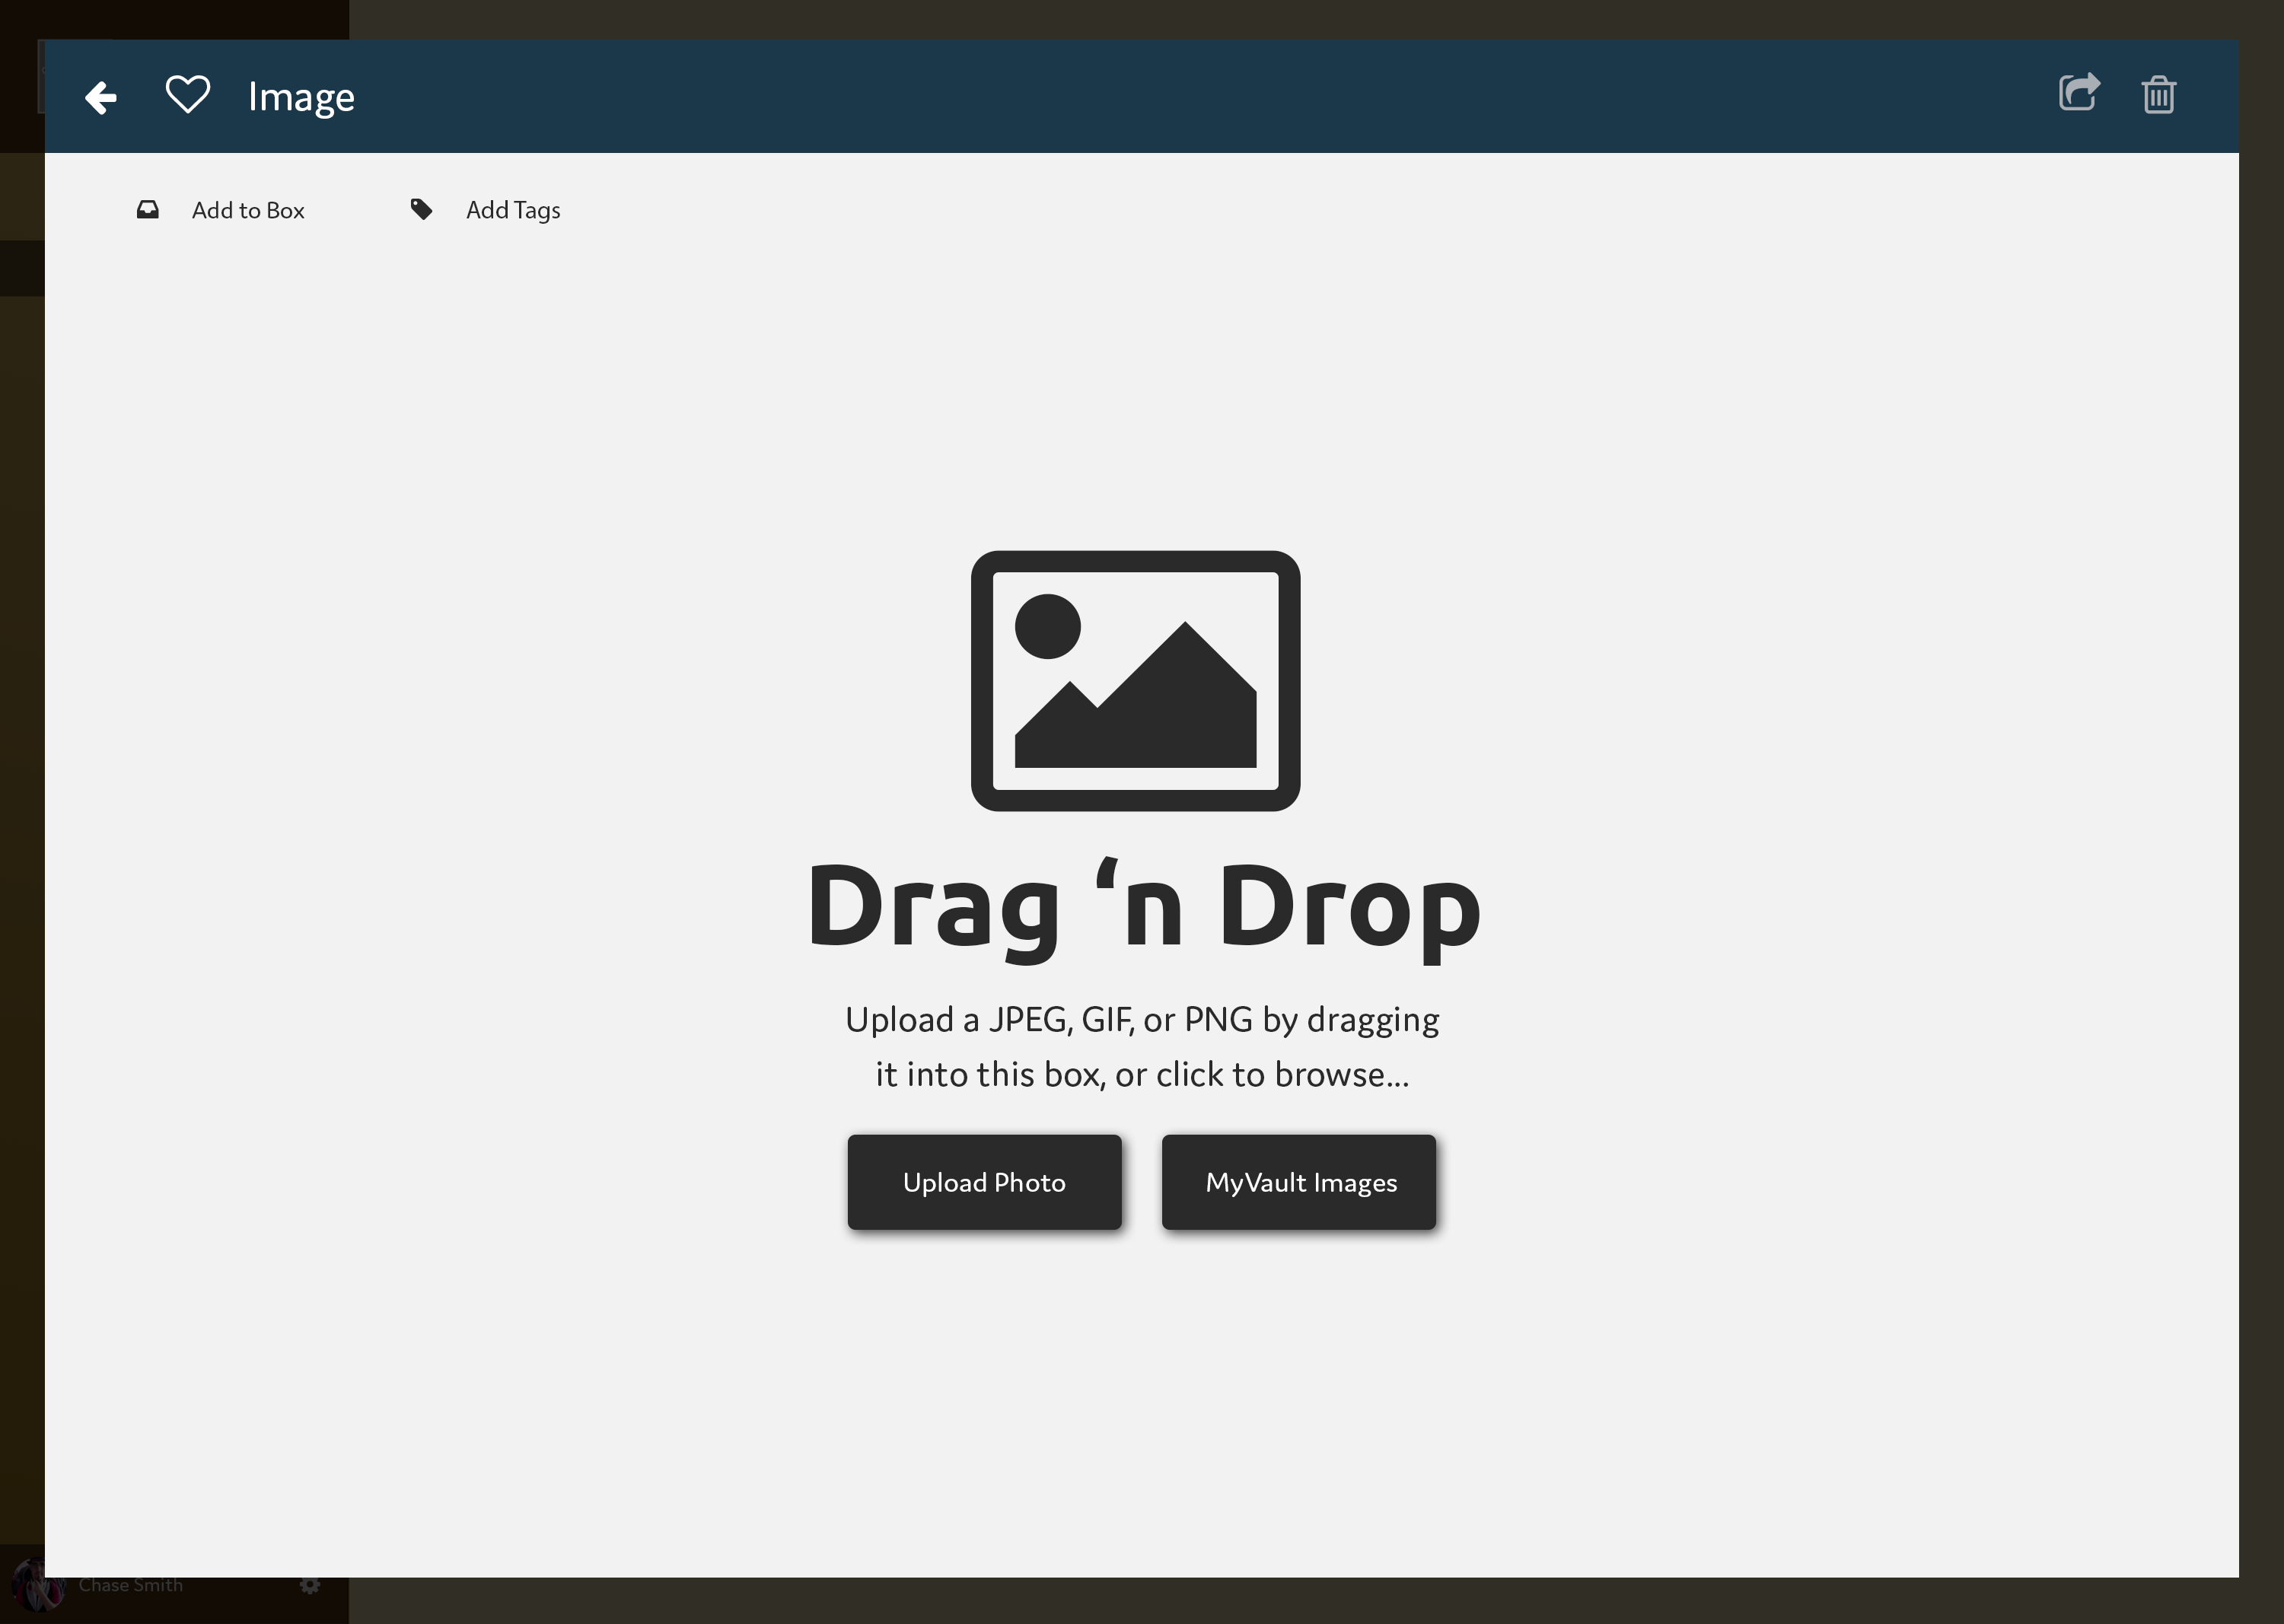 Image
Add to Box
Add Tags
Drag ‘n Drop
Upload a JPEG, GIF, or PNG by dragging
it into this box, or click to browse...
Upload Photo
MyVault Images
Chase Smith